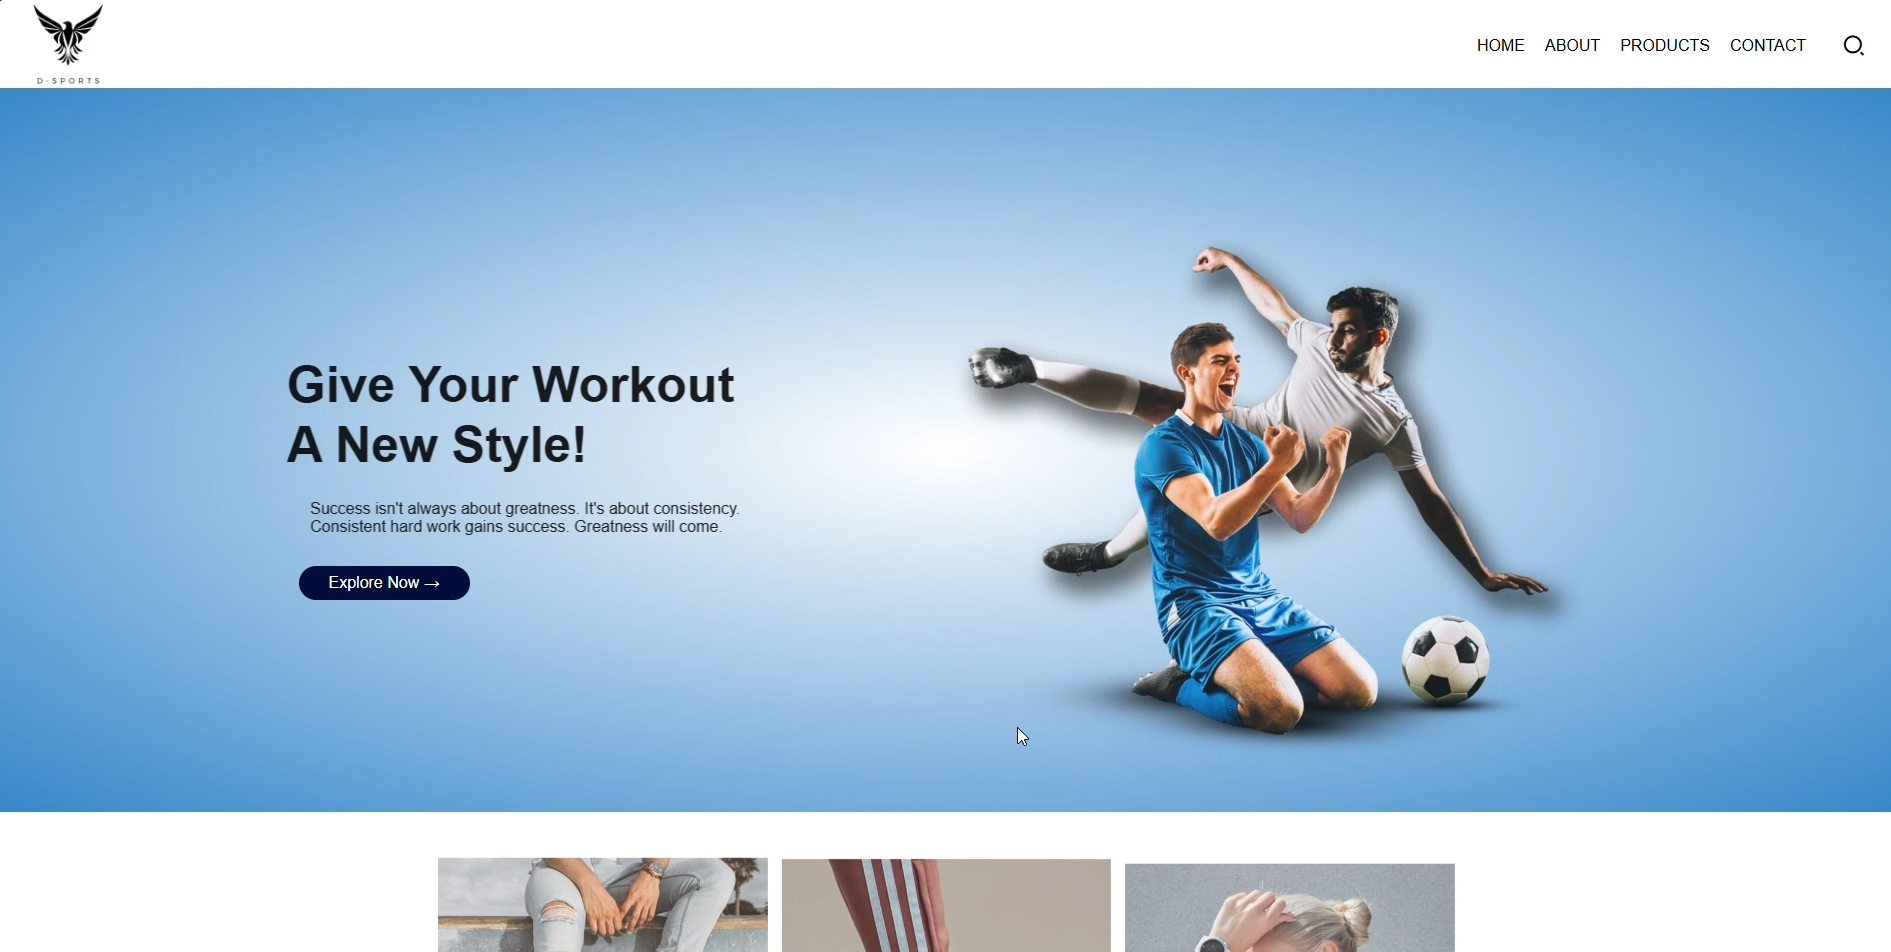 D-SPORTS
HOME ABOUT PRODUCTS CONTACT
Give Your Workout
A New Style!
Success isn't always about greatness. It's about consistency.
Consistent hard work gains success. Greatness will come.
Explore Now →